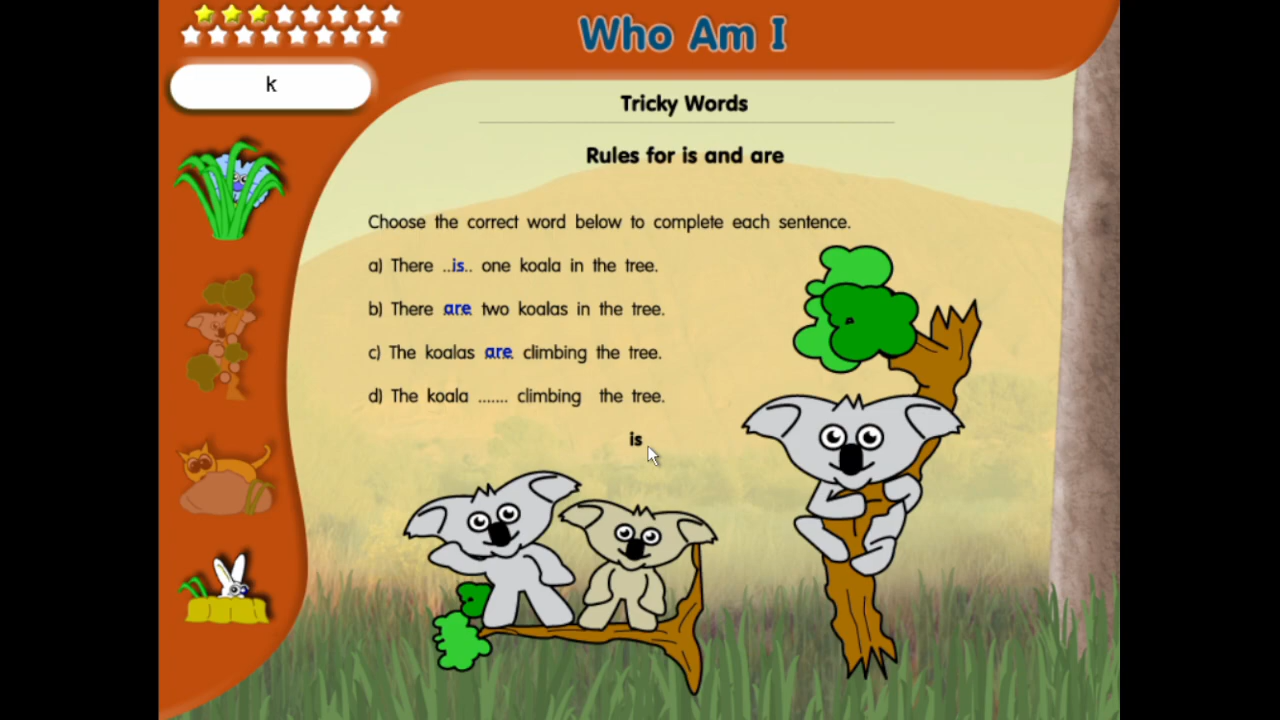 Who Am I
k
Tricky Words
Rules for is and are
Choose the correct word below to complete each sentence.
a) There ..is.. one koala in the tree.
b) There are two koalas in the tree.
c) The koalas are climbing the tree.
d) The koala ....... climbing the tree.
is